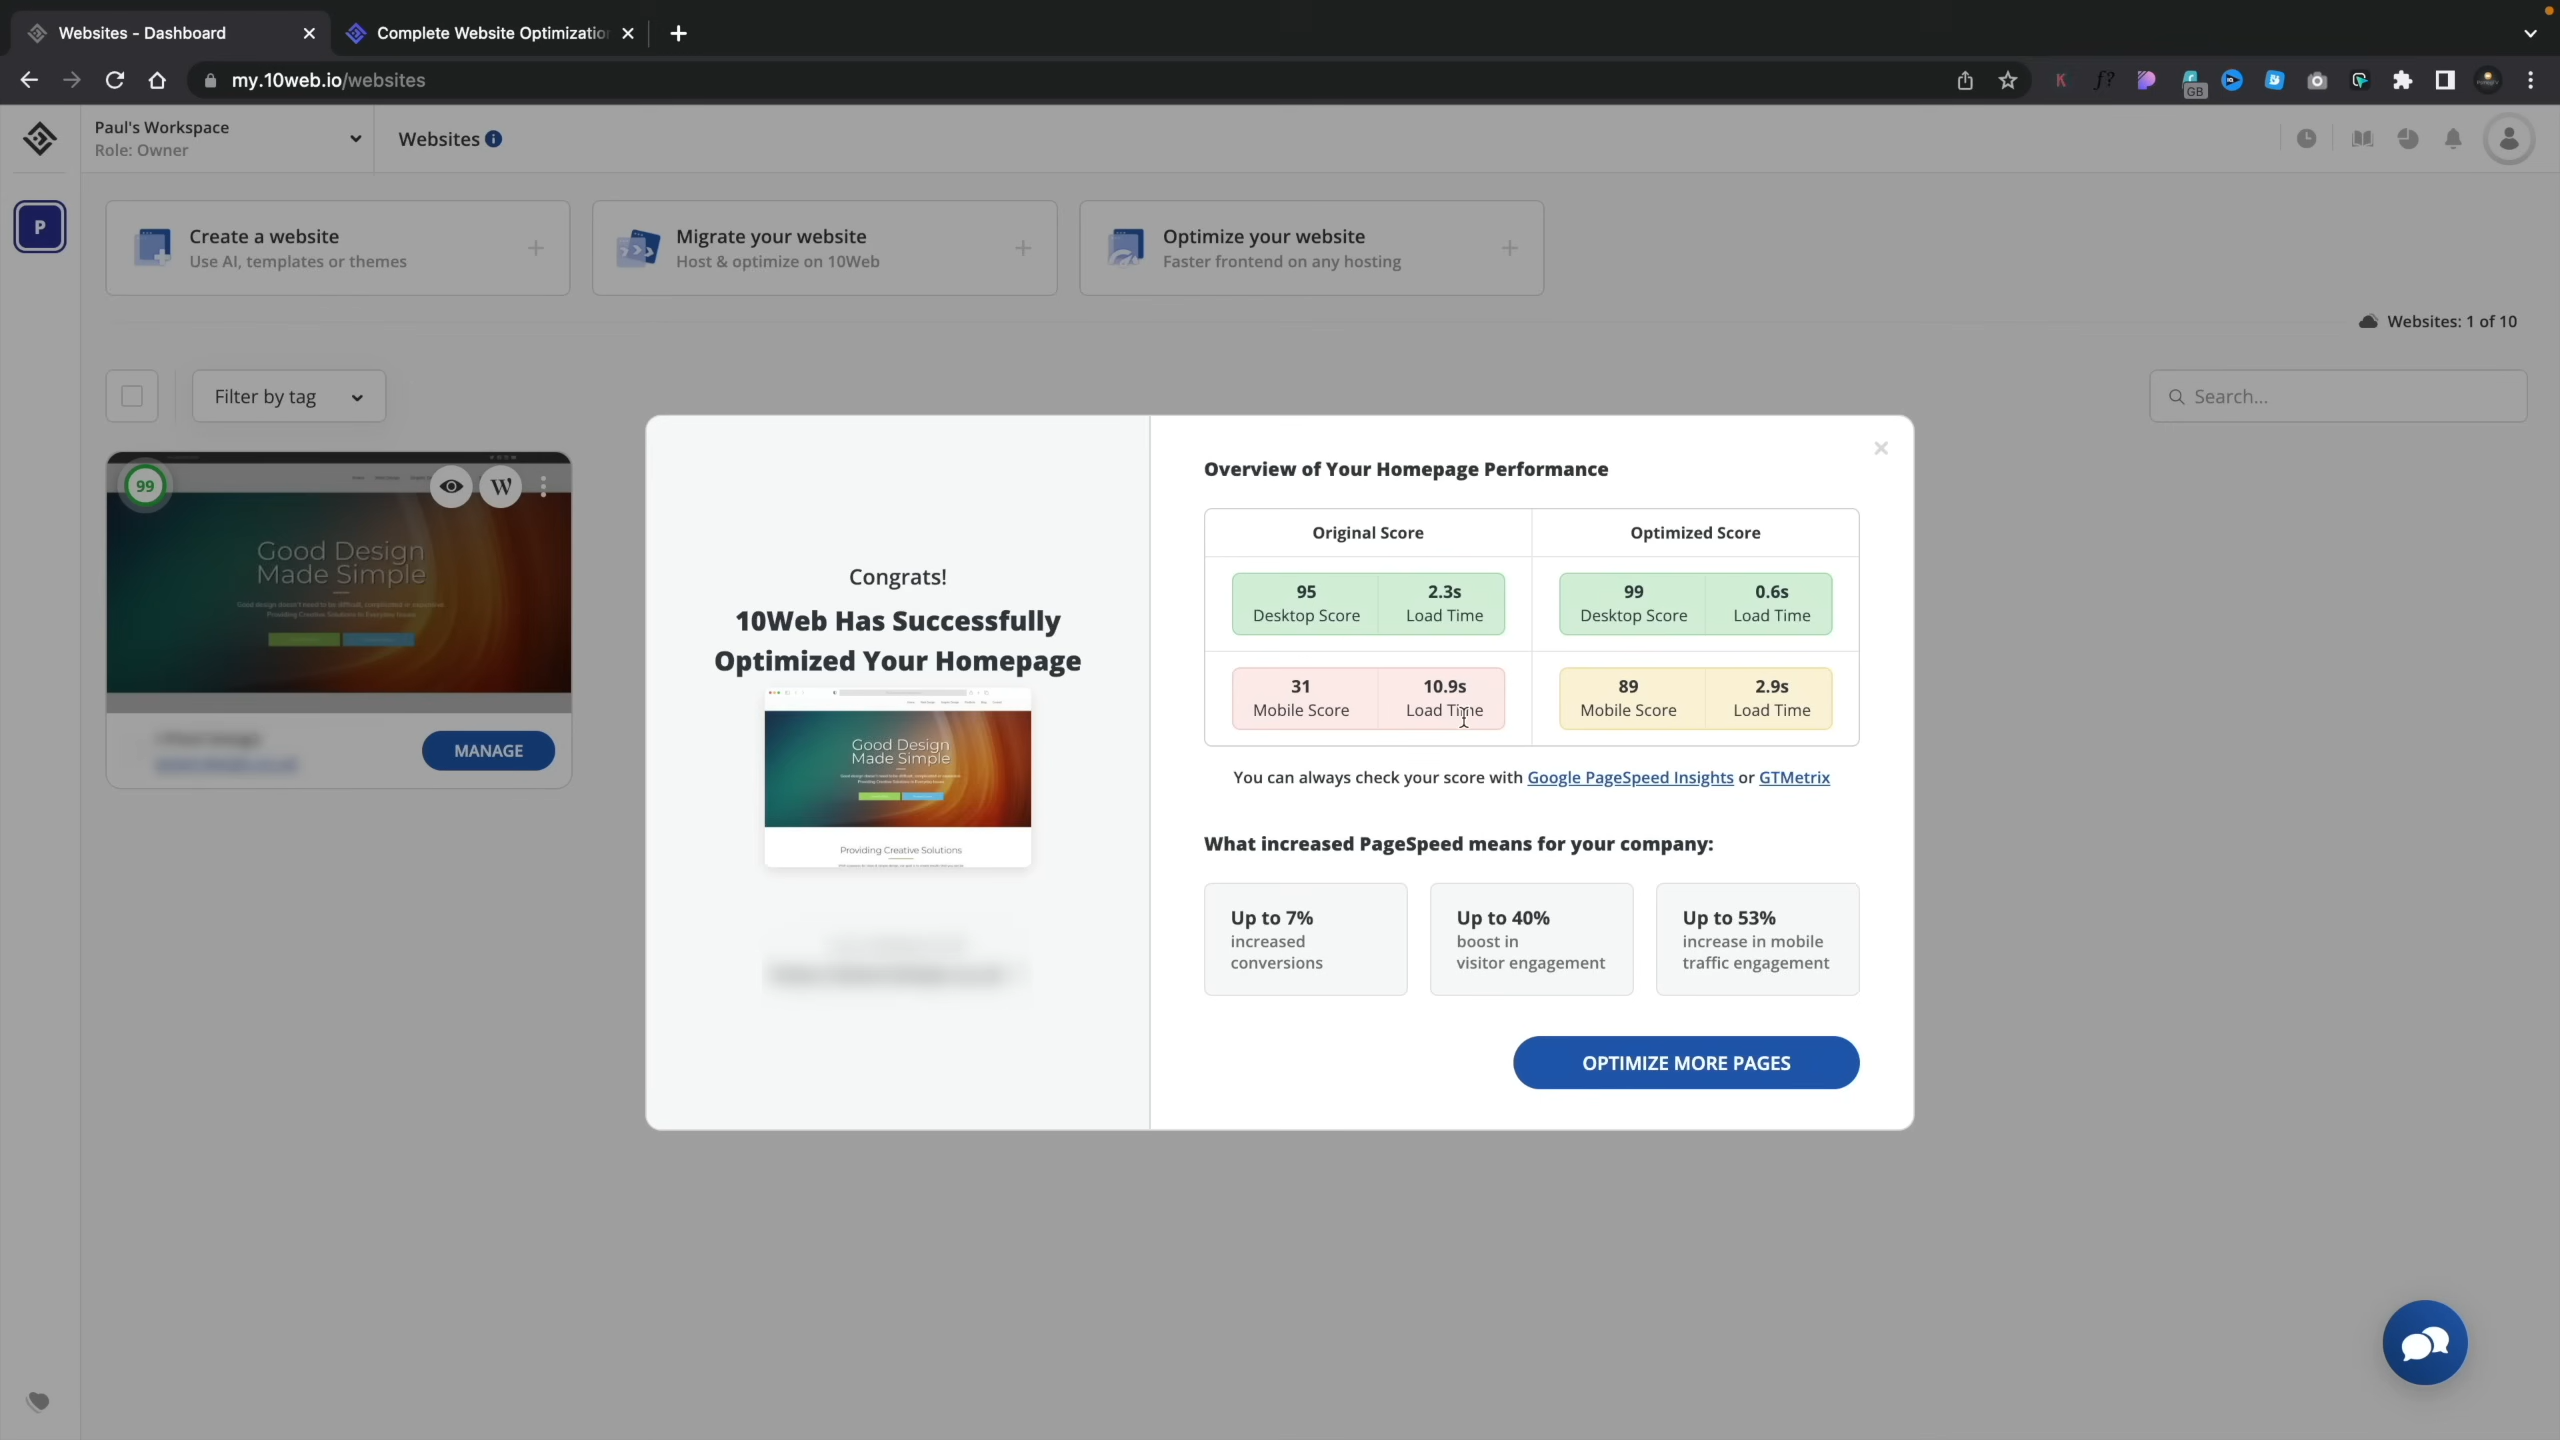 Websites - Dashboard
Complete Website Optimizatio
my.10web.io/websites
GB
Paul's Workspace
Role: Owner
Websites
P
Create a website
Use AI, templates or themes
Migrate your website
Host & optimize on 10Web
Optimize your website
Faster frontend on any hosting
Websites: 1 of 10
Filter by tag
Search...
99
W
Good Design
Made Simple
MANAGE
Congrats!
10Web Has Successfully
Optimized Your Homepage
Good Design
Made Simple
Providing Creative Solutions
Overview of Your Homepage Performance
Original Score Optimized Score
95 2.3s 99 0.6s
Desktop Score Load Time Desktop Score Load Time
31 10.9s 89 2.9s
Mobile Score Load Time Mobile Score Load Time
You can always check your score with Google PageSpeed Insights or GTMetrix
What increased PageSpeed means for your company:
Up to 7%
increased
conversions
Up to 40%
boost in
visitor engagement
Up to 53%
increase in mobile
traffic engagement
OPTIMIZE MORE PAGES